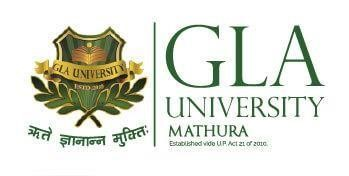 GLA UNIVERSITY
ESTD-2010
ऋते ज्ञानान्न मुक्तिः
GLA
UNIVERSITY
MATHURA
Established vide U.P. Act 21 of 2010.